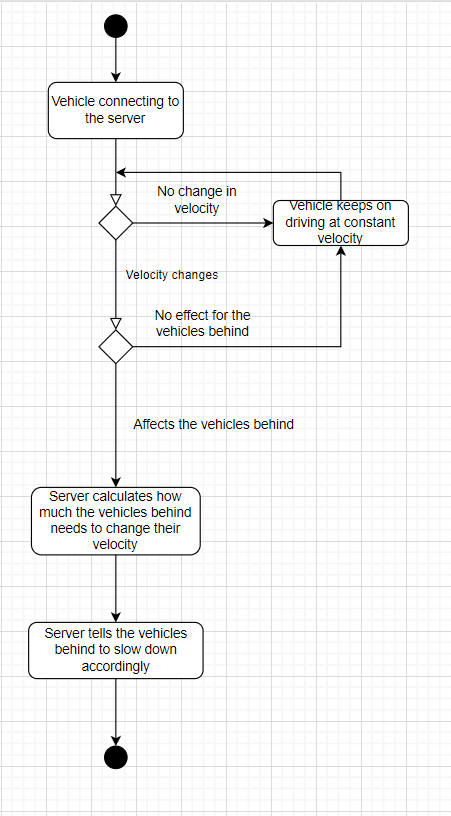 Vehicle connecting to
the server
No change in
velocity
Vehicle keeps on
driving at constant
velocity
Velocity changes
No effect for the
vehicles behind
Affects the vehicles behind
Server calculates how
much the vehicles behind
needs to change their
velocity
Server tells the vehicles
behind to slow down
accordingly